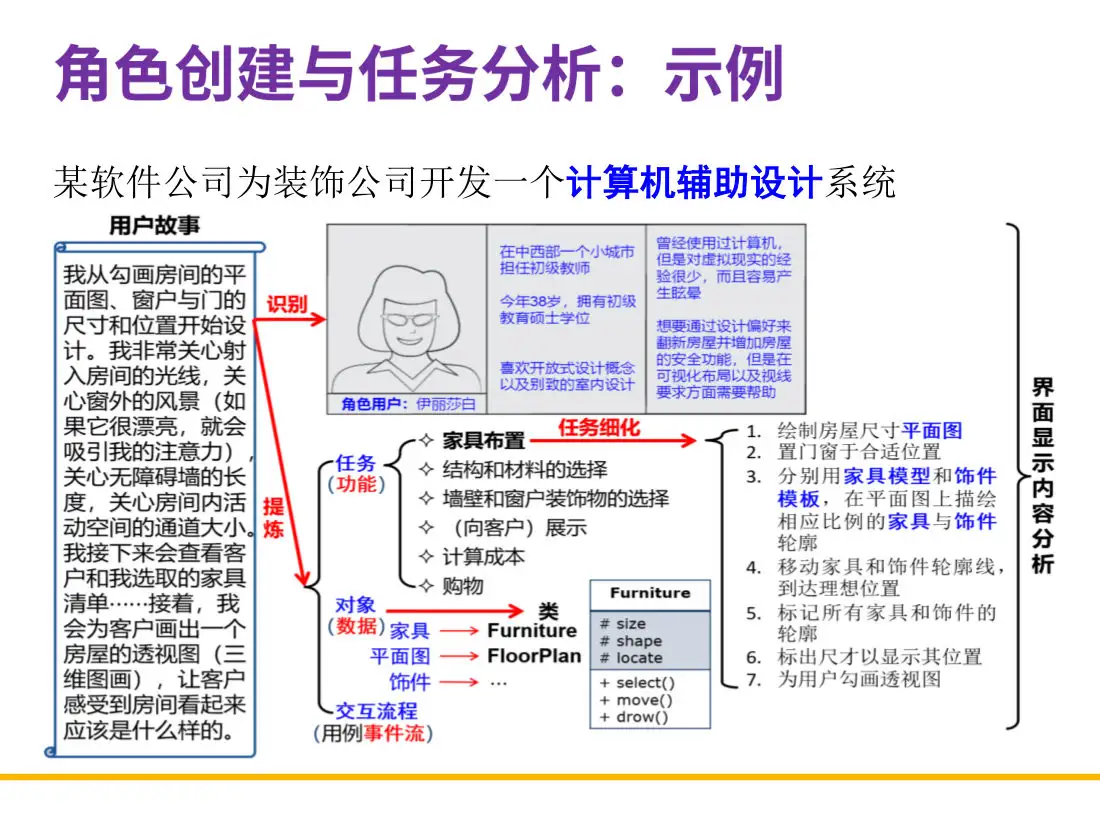 角色创建与任务分析：示例
某软件公司为装饰公司开发一个计算机辅助设计系统
用户故事
我从勾画房间的平
面图、窗户与门的
尺寸和位置开始设
计。我非常关心射
入房间的光线，关
心窗外的风景（如
果它很漂亮，就会
吸引我的注意力），
关心无障碍墙的长
度，关心房间内活
动空间的通道大小。
我接下来会查看客
户和我选取的家具
清单……接着，我
会为客户画出一个
房屋的透视图（三
维图画），让客户
感受到房间看起来
应该是什么样的。
识别
提
炼
角色用户：伊丽莎白
在中西部一个小城市
担任初级教师
今年38岁，拥有初级
教育硕士学位
喜欢开放式设计概念
以及别致的室内设计
曾经使用过计算机，
但是对虚拟现实的经
验很少，而且容易产
生眩晕
想要通过设计偏好来
翻新房屋并增加房屋
的安全功能，但是在
可视化布局以及视线
要求方面需要帮助
任务
（功能）
✧ 家具布置
✧ 结构和材料的选择
✧ 墙壁和窗户装饰物的选择
✧ （向客户）展示
✧ 计算成本
✧ 购物
任务细化
1. 绘制房屋尺寸平面图
2. 置门窗于合适位置
3. 分别用家具模型和饰件
模板，在平面图上描绘
相应比例的家具与饰件
轮廓
4. 移动家具和饰件轮廓线，
到达理想位置
5. 标记所有家具和饰件的
轮廓
6. 标出尺才以显示其位置
7. 为用户勾画透视图
对象
（数据）
类
家具 Furniture
平面图 FloorPlan
饰件 …
交互流程
（用例事件流）
Furniture
# size
# shape
# locate
+ select()
+ move()
+ drow()
界
面
显
示
内
容
分
析